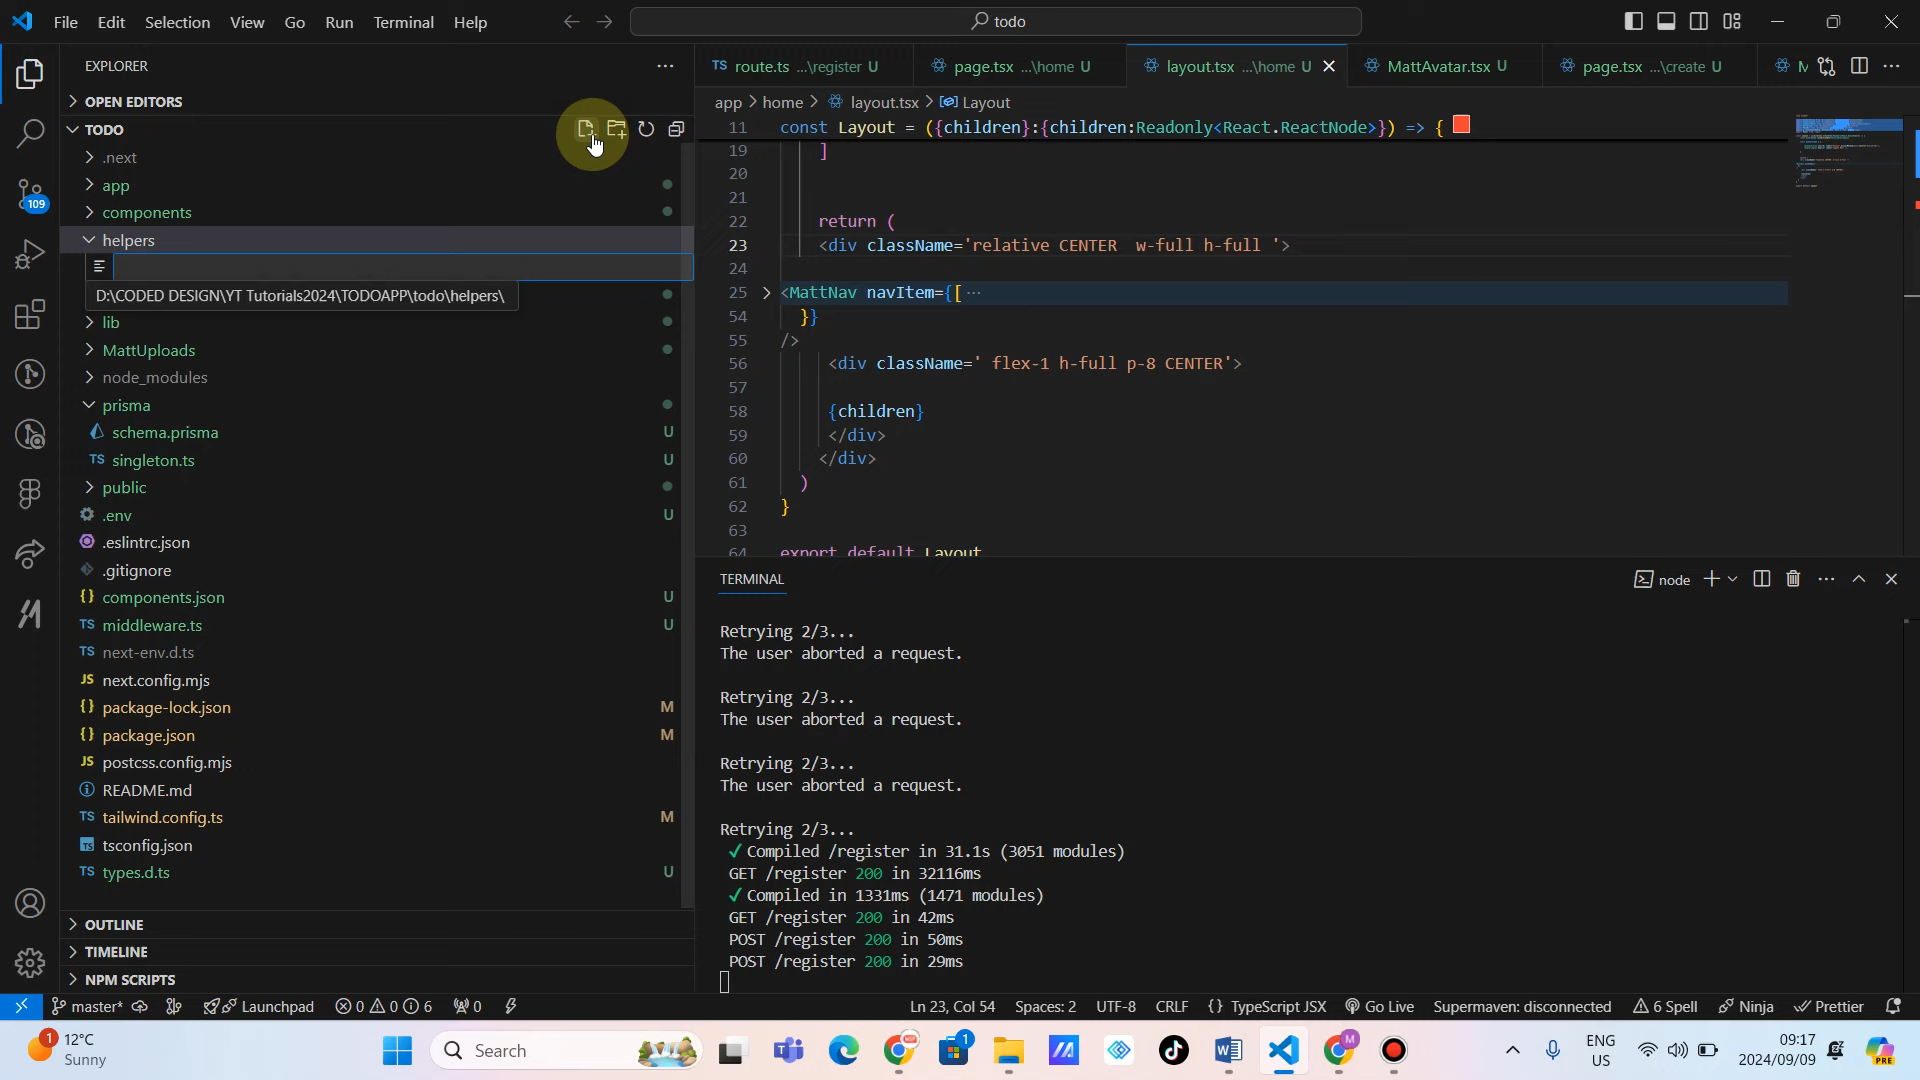 File Edit Selection View Go Run Terminal Help
todo
EXPLORER
OPEN EDITORS
TODO
.next
app
components
helpers
D:\CODED DESIGN\YT Tutorials2024\TODOAPP\todo\helpers\
lib
MattUploads
node_modules
prisma
schema.prisma U
TS singleton.ts U
public
.env U
.eslintrc.json
.gitignore
{} components.json U
TS middleware.ts U
TS next-env.d.ts
JS next.config.mjs
{} package-lock.json M
{} package.json M
JS postcss.config.mjs
README.md
TS tailwind.config.ts M
TS tsconfig.json
TS types.d.ts U
OUTLINE
TIMELINE
NPM SCRIPTS
109
TS route.ts ...\register U
page.tsx ...\home U
layout.tsx ...\home U
MattAvatar.tsx U
page.tsx ...\create U
app > home > layout.tsx > Layout
11 const Layout = ({children}:{children:Readonly<React.ReactNode>}) => {
19 ]
20
21
22 return (
23 <div className='relative CENTER  w-full h-full '>
24
25 <MattNav navItem={[ ...
54 }}
55 />
56 <div className=' flex-1 h-full p-8 CENTER'>
57
58 {children}
59 </div>
60 </div>
61 )
62 }
63
64 export default Layout
TERMINAL
node
Retrying 2/3...
The user aborted a request.
Retrying 2/3...
The user aborted a request.
Retrying 2/3...
The user aborted a request.
Retrying 2/3...
✓ Compiled /register in 31.1s (3051 modules)
GET /register 200 in 32116ms
✓ Compiled in 1331ms (1471 modules)
GET /register 200 in 42ms
POST /register 200 in 50ms
POST /register 200 in 29ms
master* Launchpad 0 0 6 0 Ln 23, Col 54 Spaces: 2 UTF-8 CRLF {} TypeScript JSX Go Live Supermaven: disconnected 6 Spell Ninja Prettier
1
12°C
Sunny
Search
1
M
ENG
US
09:17
2024/09/09
PRE